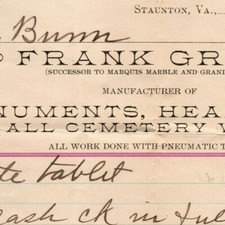 STAUNTON, VA.,
Bunn
FRANK GR
(SUCCESSOR TO MARQUIS MARBLE AND GRANI
MANUFACTURER OF
NUMENTS, HEA
ALL CEMETERY W
ALL WORK DONE WITH PNEUMATIC T
te tablet
cash ck in full